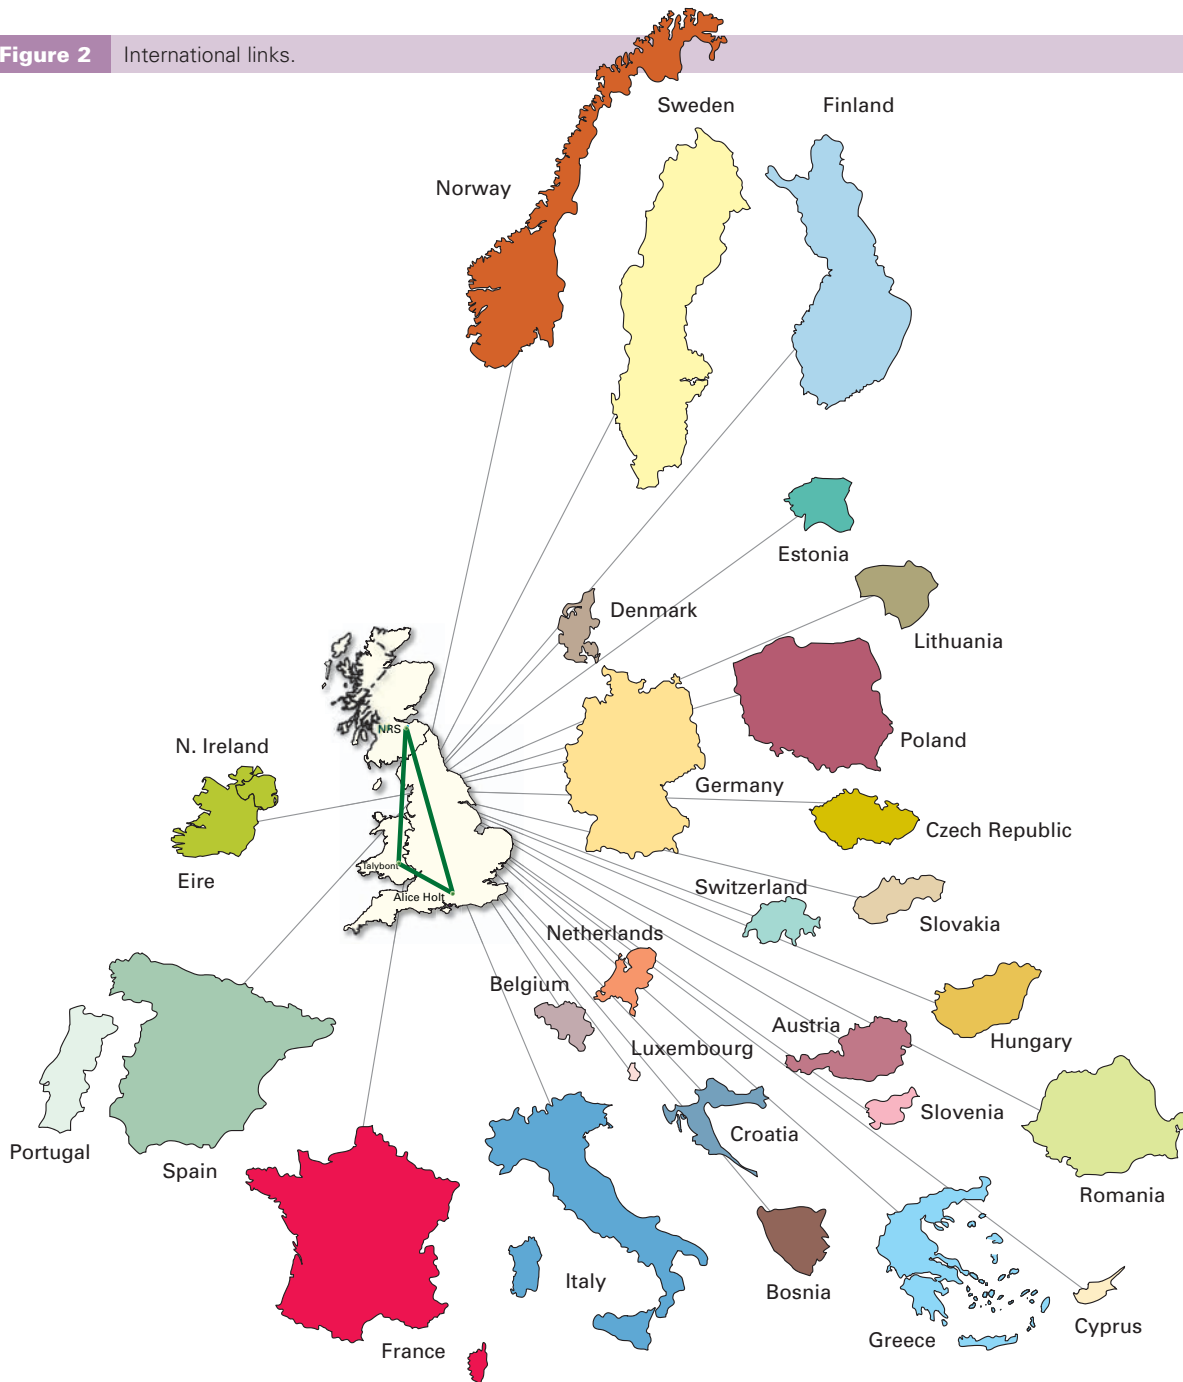 Figure 2 International links.
Sweden
Finland
Norway
Estonia
Denmark
Lithuania
NRS
N. Ireland
Poland
Germany
Czech Republic
Talybont
Eire
Alice Holt
Switzerland
Slovakia
Netherlands
Belgium
Austria
Hungary
Luxembourg
Slovenia
Croatia
Portugal
Spain
Romania
Italy
Bosnia
Cyprus
Greece
France